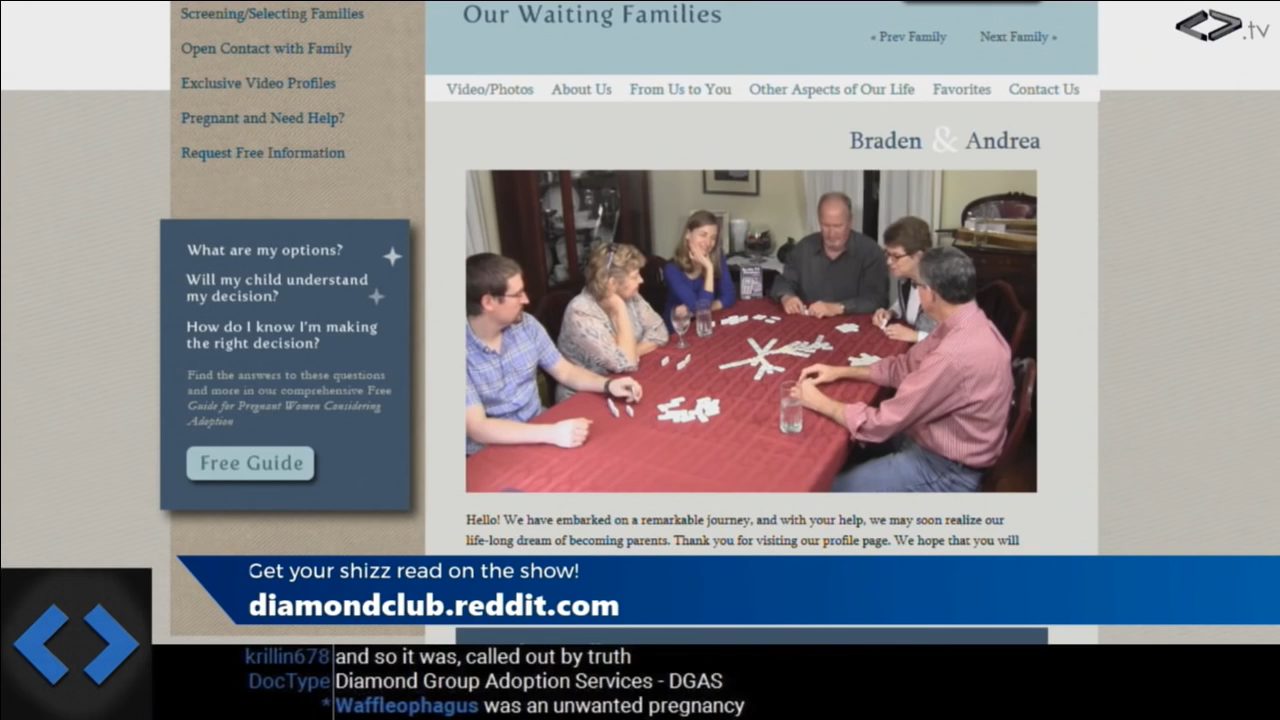 Screening/Selecting Families
Open Contact with Family
Exclusive Video Profiles
Pregnant and Need Help?
Request Free Information
What are my options?
Will my child understand
my decision?
How do I know I'm making
the right decision?
Find the answers to these questions
and more in our comprehensive Free
Guide for Pregnant Women Considering
Adoption
Free Guide
Our Waiting Families
« Prev Family Next Family »
Video/Photos About Us From Us to You Other Aspects of Our Life Favorites Contact Us
Braden & Andrea
Hello! We have embarked on a remarkable journey, and with your help, we may soon realize our
life-long dream of becoming parents. Thank you for visiting our profile page. We hope that you will
.tv
Get your shizz read on the show!
diamondclub.reddit.com
krillin678 and so it was, called out by truth
DocType Diamond Group Adoption Services - DGAS
* Waffleophagus was an unwanted pregnancy